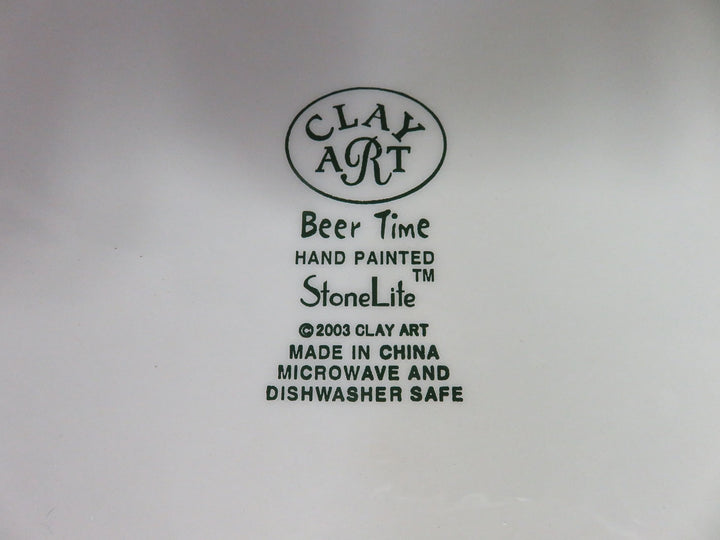 CLAY
ART
Beer Time
HAND PAINTED
StoneLite™
©2003 CLAY ART
MADE IN CHINA
MICROWAVE AND
DISHWASHER SAFE